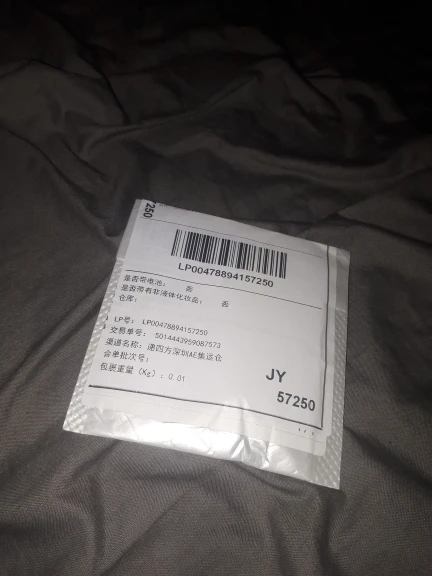 250
LP00478894157250
是否带电池： 否
是否带有非液体化妆品： 否
仓库：
LP号： LP00478894157250
交易单号： 5014443959087573
渠道名称：递四方深圳AE集运仓
合单批次号：
包裹重量（Kg）：0.01
JY
57250